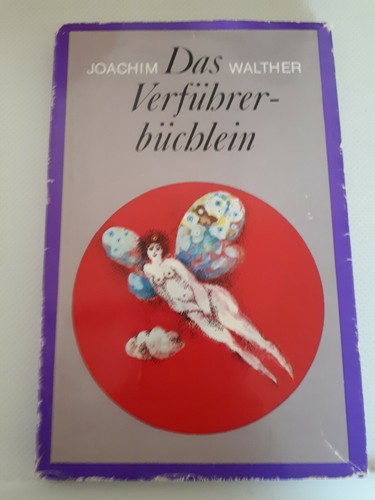 JOACHIM Das WALTHER
Verführer-
büchlein